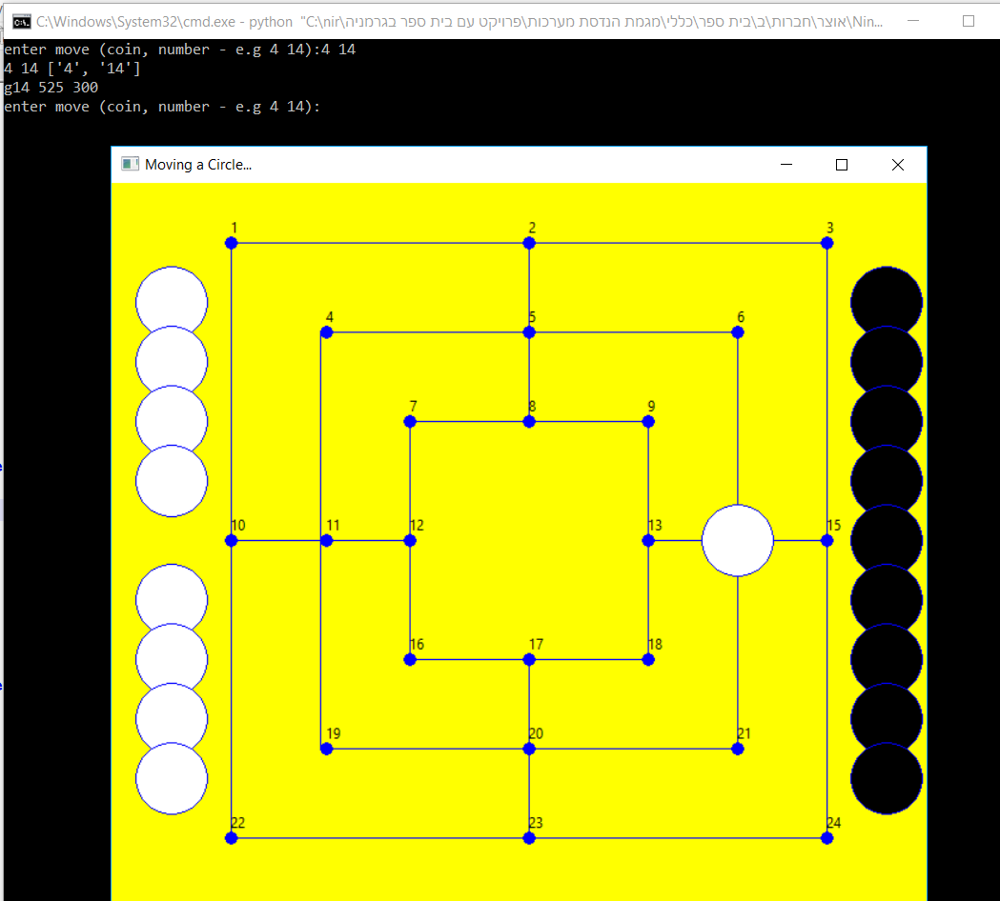 C:\Windows\System32\cmd.exe - python "C:\nir\אוצר\חברות\ב\בית ספר\כללי\מגמת הנדסת מערכות\פרויקט עם בית ספר בגרמניה\Nin...
enter move (coin, number - e.g 4 14):4 14
4 14 ['4', '14']
g14 525 300
enter move (coin, number - e.g 4 14):
Moving a Circle...
1 2 3
4 5 6
7 8 9
10 11 12 13 15
16 17 18
19 20 21
22 23 24